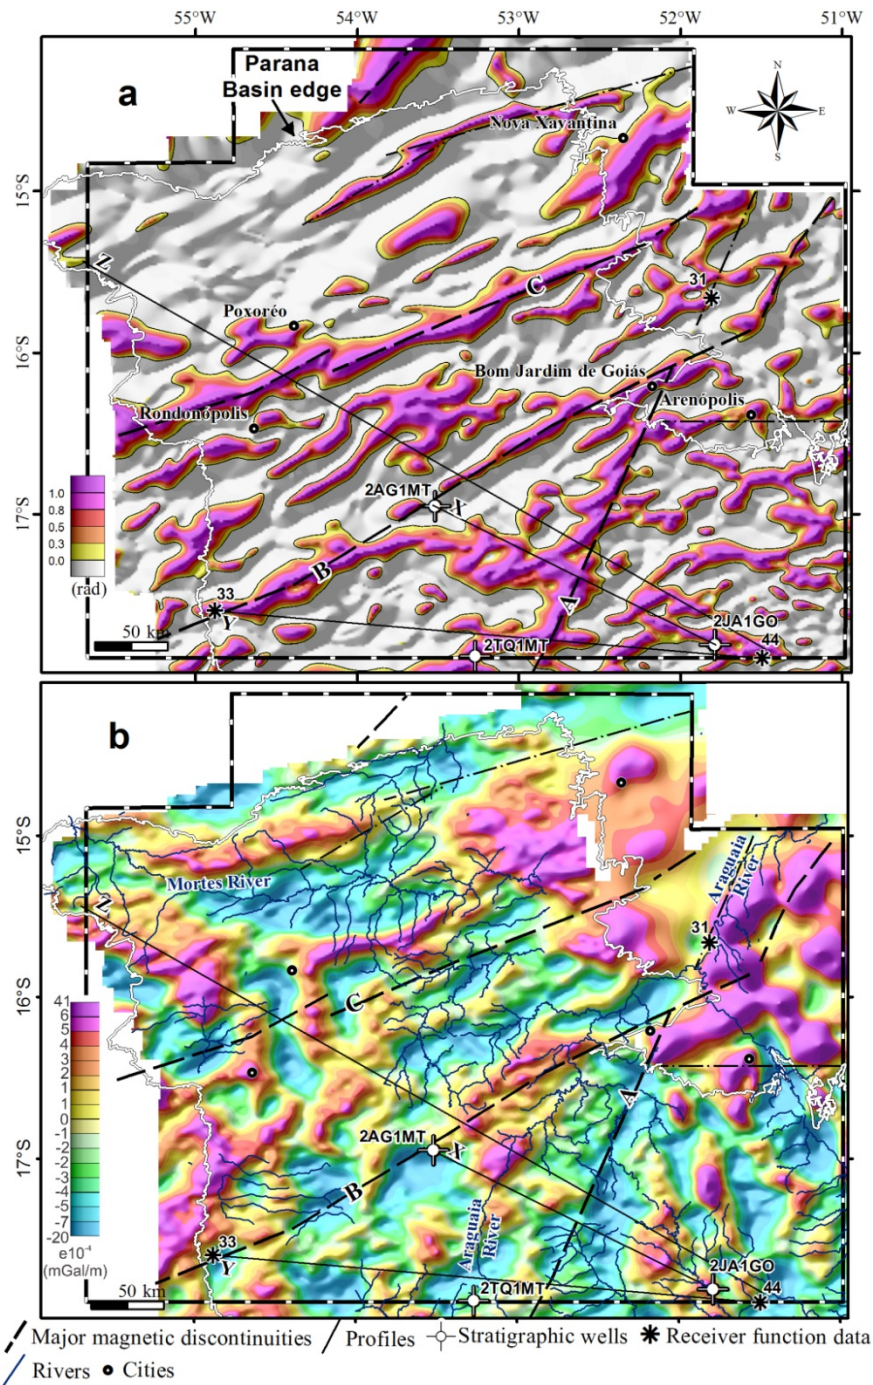 55°W 54°W 53°W 52°W 51°W
a
Parana
Basin edge
N
W E
S
Nova Xavantina
15°S
Z
31
C
Poxoréo
16°S
Bom Jardim de Goiás
Arenópolis
Rondonópolis
2AG1MT
X
17°S
1.0
0.8
0.5
0.3
0.0
(rad)
B
A
33
Y
2JA1GO
44
2TQ1MT
50 km
b
15°S
Mortes River
Araguaia
River
Z
31
C
16°S
41
6
5
4
3
2
1
1
0
-1
-2
-2
-3
-4
-5
-7
-20
e10⁻⁴
(mGal/m)
A
2AG1MT
X
17°S
B
Araguaia
River
33
Y
2JA1GO
44
2TQ1MT
50 km
Major magnetic discontinuities Profiles Stratigraphic wells Receiver function data
Rivers Cities